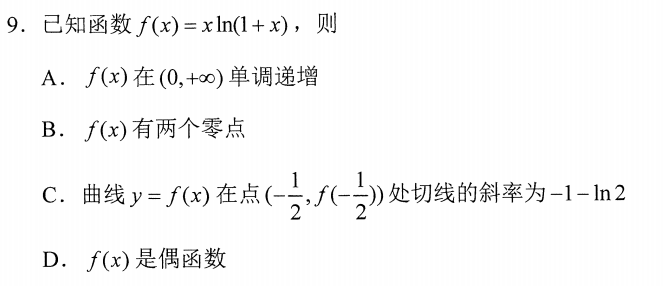 9．已知函数 f(x) = x ln(1 + x)，则
A． f(x) 在 (0,+∞) 单调递增
B． f(x) 有两个零点
C．曲线 y = f(x) 在点 (−1/2, f(−1/2)) 处切线的斜率为 −1 − ln 2
D． f(x) 是偶函数